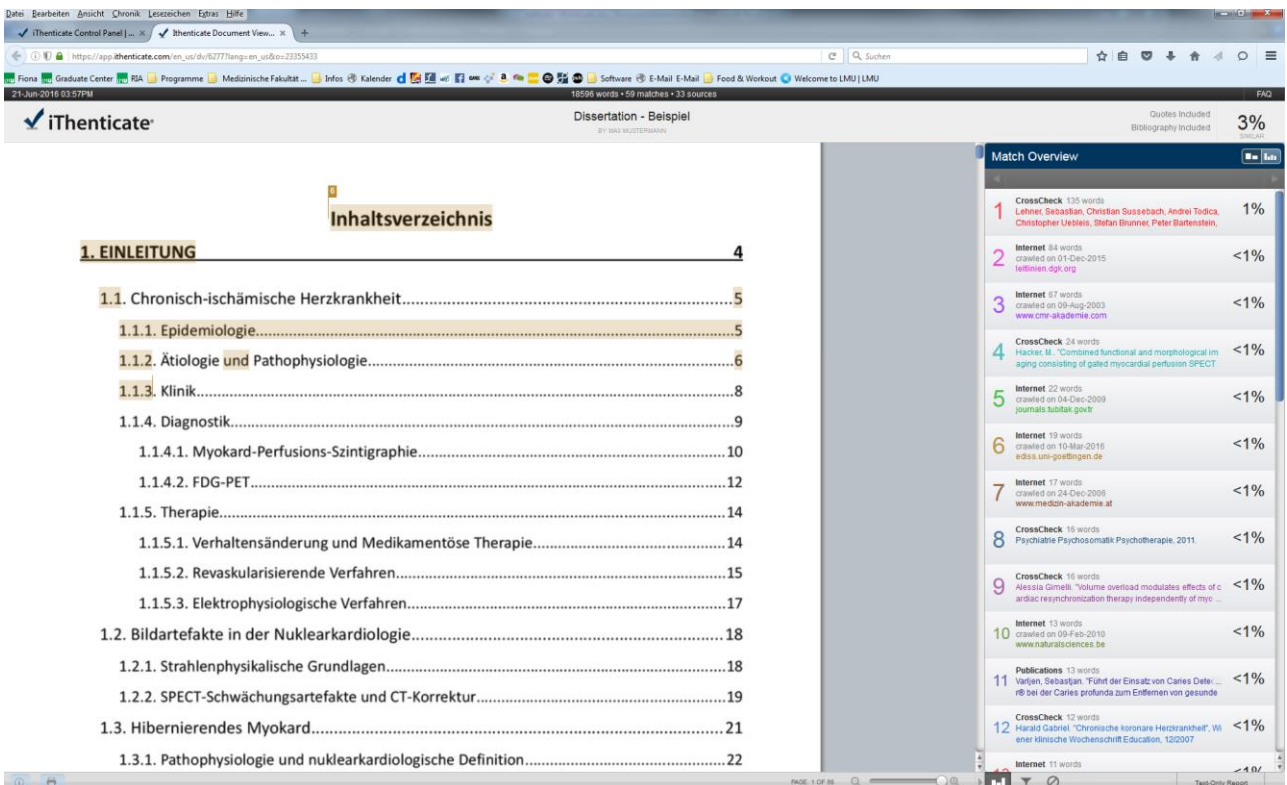 Datei Bearbeiten Ansicht Chronik Lesezeichen Extras Hilfe
iThenticate Control Panel | ... × Ithenticate Document View... × +
https://app.ithenticate.com/en_us/dv/6277?lang=en_us&o=23355433 Suchen
Fiona Graduate Center RIA Programme Medizinische Fakultät ... Infos Kalender Software E-Mail E-Mail Food & Workout Welcome to LMU | LMU
21-Jun-2016 03:57PM 18596 words • 59 matches • 33 sources FAQ
iThenticate Dissertation - Beispiel Quotes Included 3%
BY MAX MUSTERMANN Bibliography Included SIMILAR
Match Overview
6
Inhaltsverzeichnis
1. EINLEITUNG 4
1.1. Chronisch-ischämische Herzkrankheit 5
1.1.1. Epidemiologie 5
1.1.2. Ätiologie und Pathophysiologie 6
1.1.3. Klinik 8
1.1.4. Diagnostik 9
1.1.4.1. Myokard-Perfusions-Szintigraphie 10
1.1.4.2. FDG-PET 12
1.1.5. Therapie 14
1.1.5.1. Verhaltensänderung und Medikamentöse Therapie 14
1.1.5.2. Revaskularisierende Verfahren 15
1.1.5.3. Elektrophysiologische Verfahren 17
1.2. Bildartefakte in der Nuklearkardiologie 18
1.2.1. Strahlenphysikalische Grundlagen 18
1.2.2. SPECT-Schwächungsartefakte und CT-Korrektur 19
1.3. Hibernierendes Myokard 21
1.3.1. Pathophysiologie und nuklearkardiologische Definition 22
1 CrossCheck 135 words 1%
Lehner, Sebastian, Christian Sussebach, Andrei Todica,
Christopher Uebleis, Stefan Brunner, Peter Bartenstein,
2 Internet 84 words <1%
crawled on 01-Dec-2015
leitlinien.dgk.org
3 Internet 67 words <1%
crawled on 09-Aug-2003
www.cmr-akademie.com
4 CrossCheck 24 words <1%
Hacker, M.. "Combined functional and morphological im
aging consisting of gated myocardial perfusion SPECT
5 Internet 22 words <1%
crawled on 04-Dec-2009
journals.tubitak.gov.tr
6 Internet 19 words <1%
crawled on 10-Mar-2016
ediss.uni-goettingen.de
7 Internet 17 words <1%
crawled on 24-Dec-2006
www.medizin-akademie.at
8 CrossCheck 16 words <1%
Psychiatrie Psychosomatik Psychotherapie, 2011.
9 CrossCheck 16 words <1%
Alessia Gimelli. "Volume overload modulates effects of c
ardiac resynchronization therapy independently of myo ...
10 Internet 13 words <1%
crawled on 09-Feb-2010
www.naturalsciences.be
11 Publications 13 words <1%
Varljen, Sebastjan. "Führt der Einsatz von Caries Detec ...
r® bei der Caries profunda zum Entfernen von gesunde
12 CrossCheck 12 words <1%
Harald Gabriel. "Chronische koronare Herzkrankheit", Wi
ener klinische Wochenschrift Education, 12/2007
Internet 11 words
PAGE: 1 OF 86 Text-Only Report